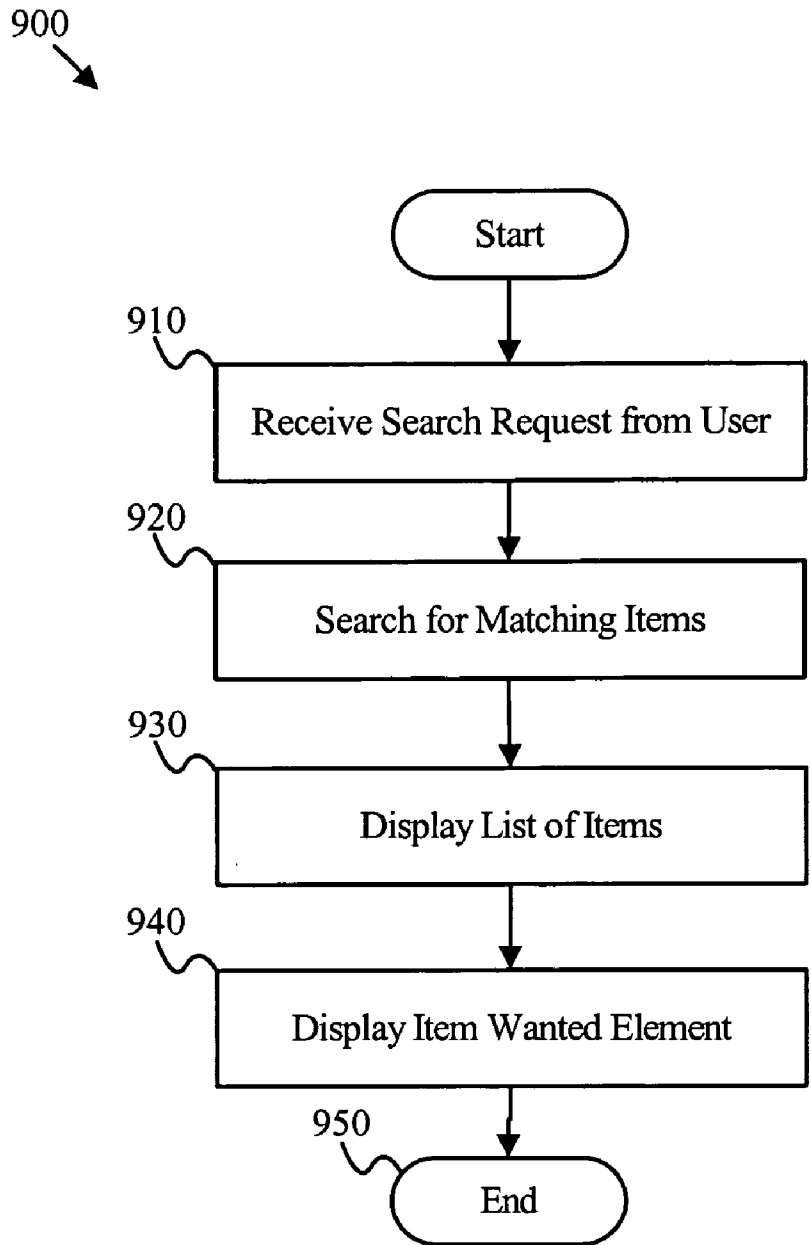 900
Start
910
Receive Search Request from User
920
Search for Matching Items
930
Display List of Items
940
Display Item Wanted Element
950
End